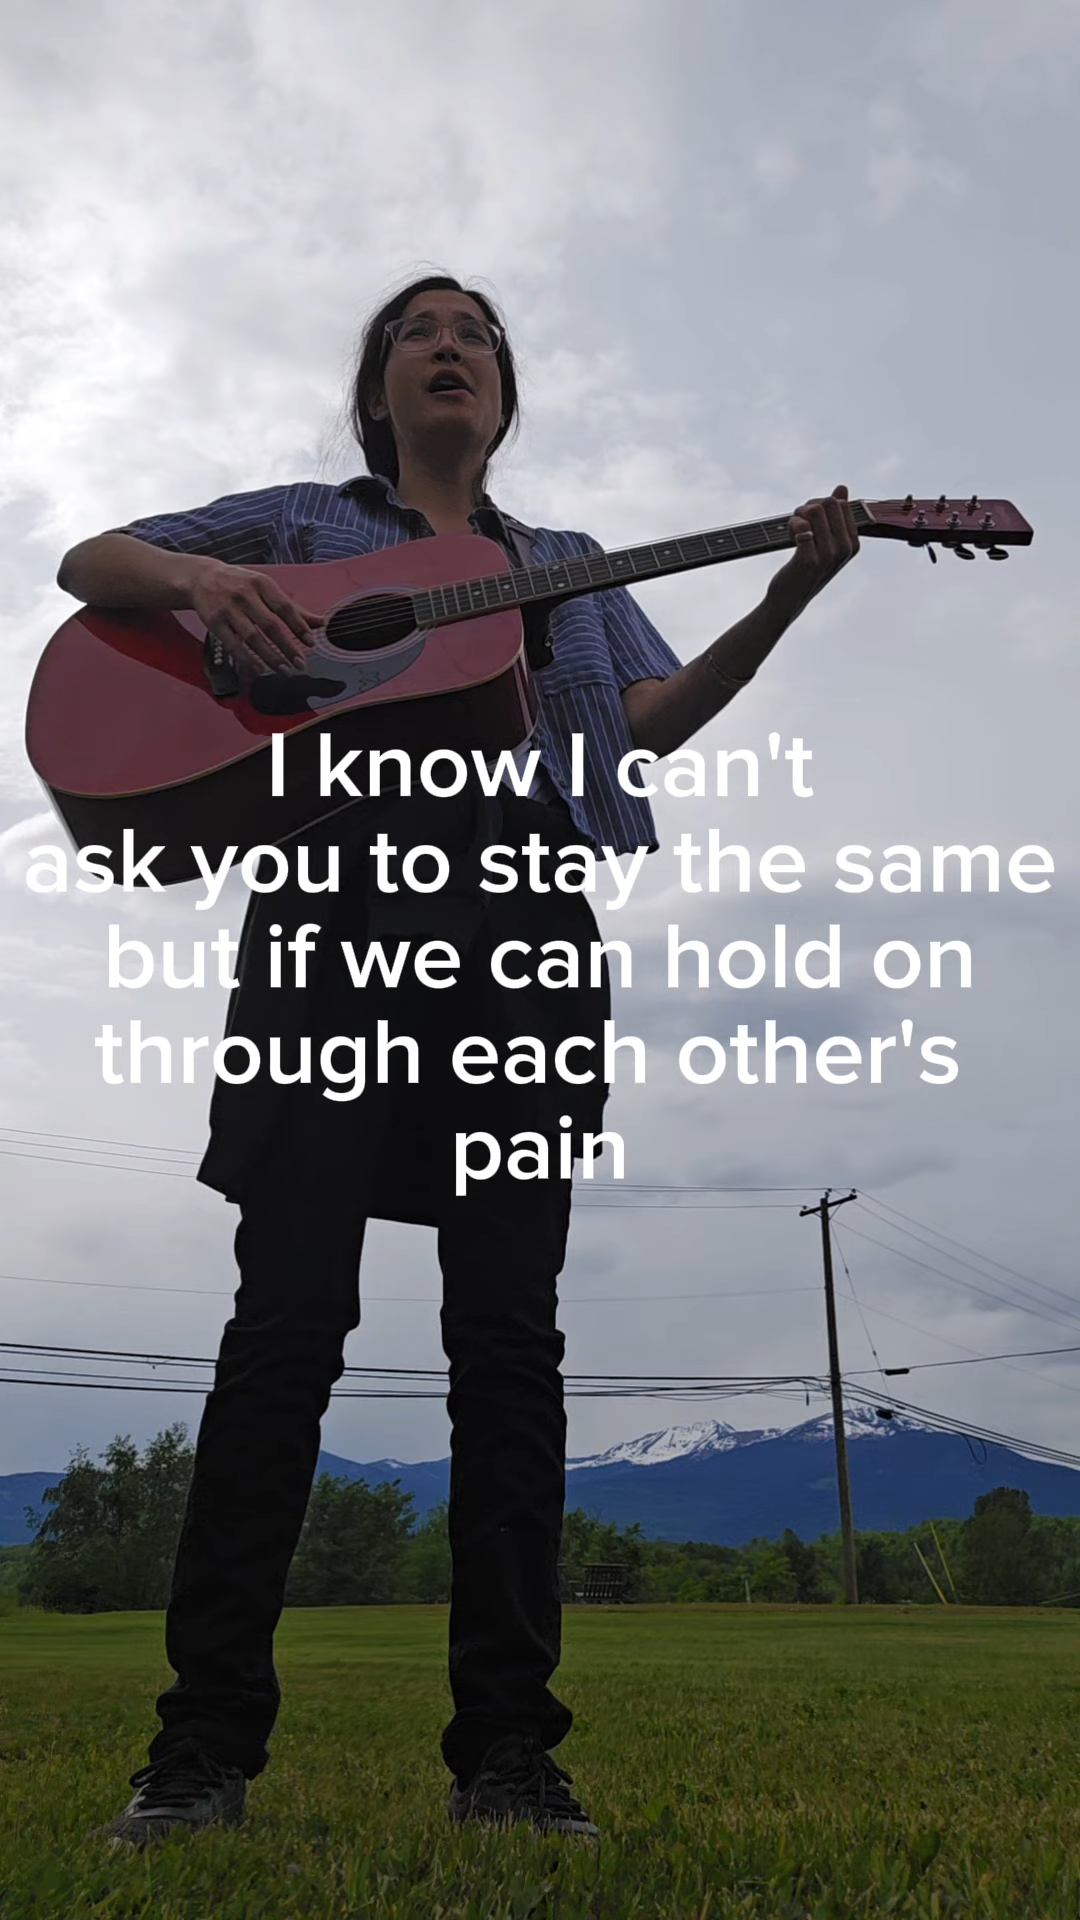 I know I can't
ask you to stay the same
but if we can hold on
through each other's
pain